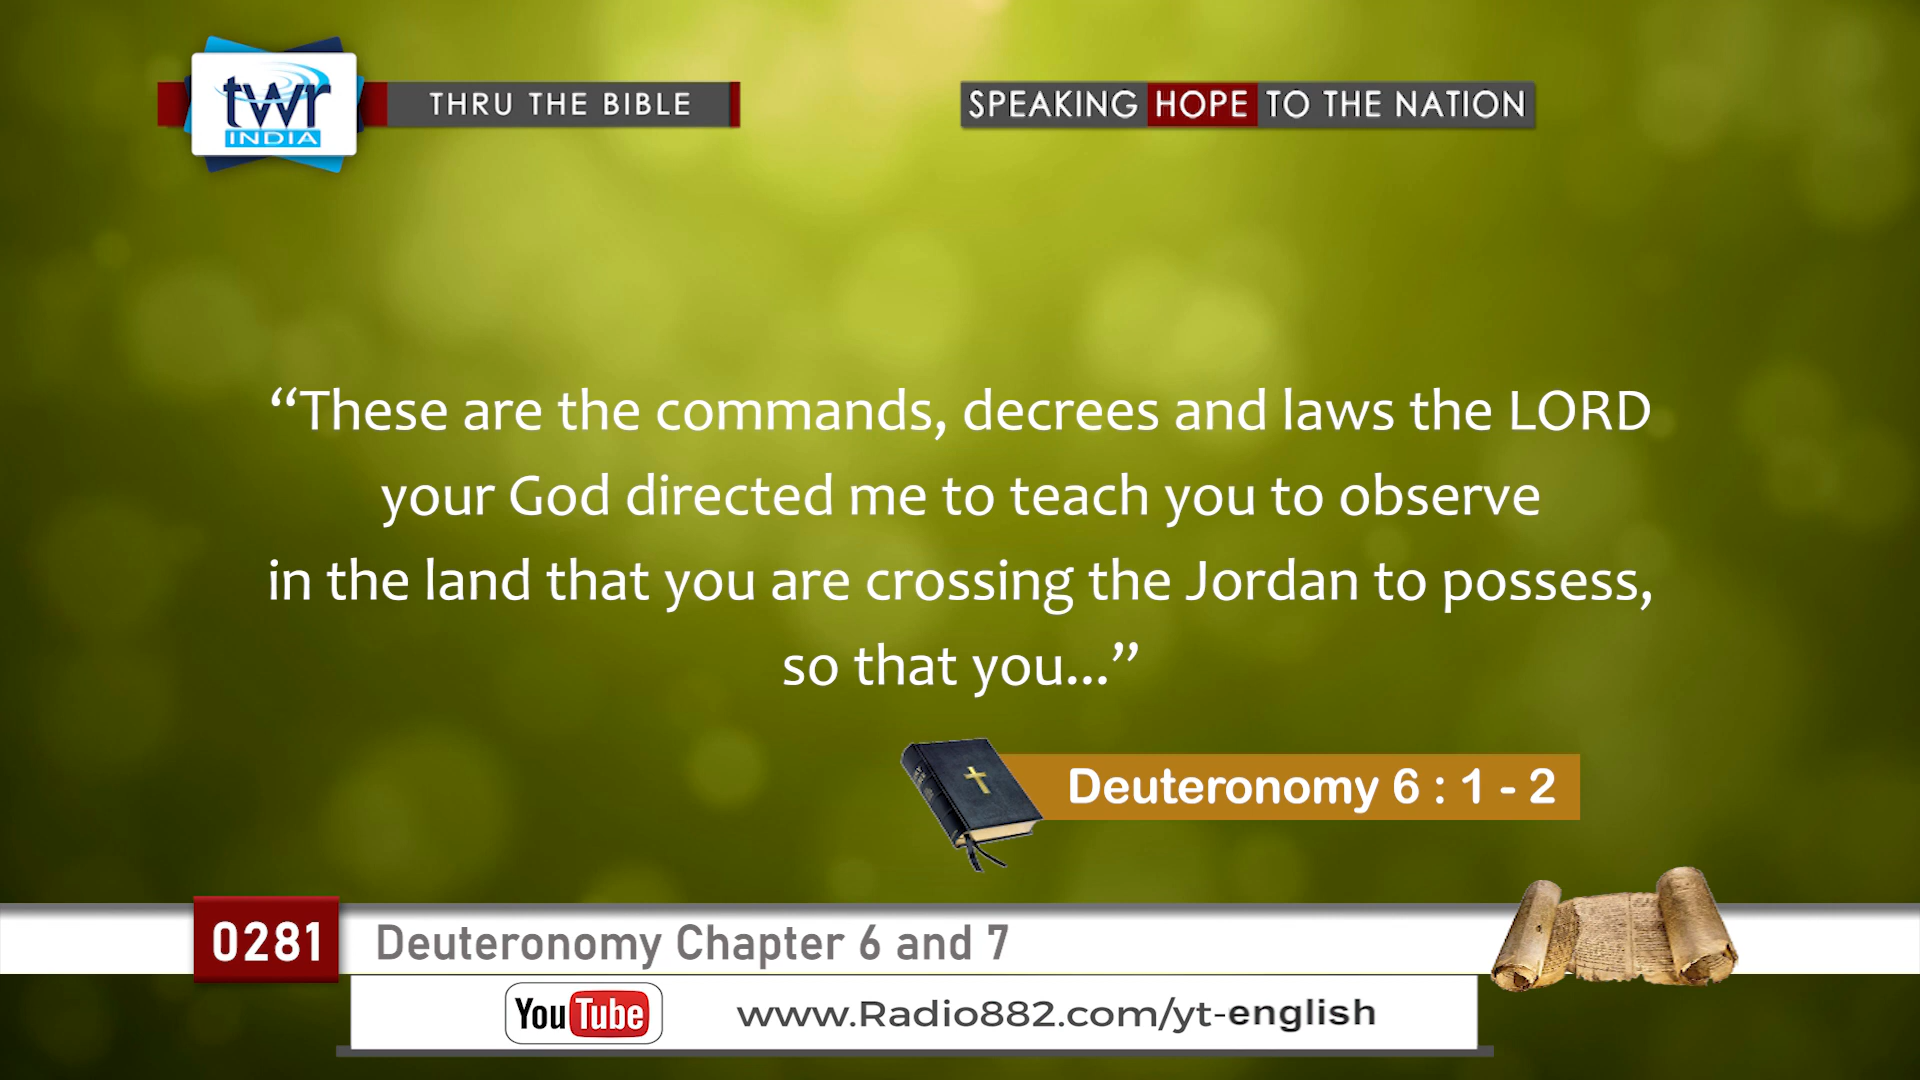 twr
INDIA
THRU THE BIBLE
SPEAKING HOPE TO THE NATION
“These are the commands, decrees and laws the LORD
your God directed me to teach you to observe
in the land that you are crossing the Jordan to possess,
so that you...”
Deuteronomy 6 : 1 - 2
0281
Deuteronomy Chapter 6 and 7
YouTube
www.Radio882.com/yt-english